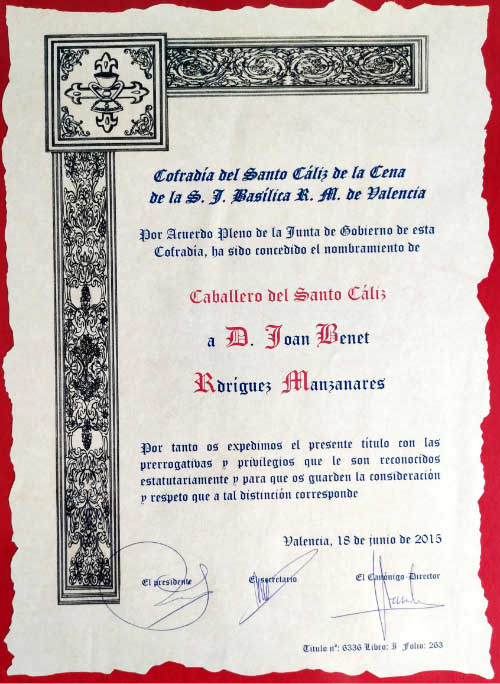 Cofradía del Santo Cáliz de la Cena
de la S. I. Basílica R. M. de Valencia
Por Acuerdo Pleno de la Junta de Gobierno de esta
Cofradía, ha sido concedido el nombramiento de
Caballero del Santo Cáliz
a D. Joan Benet
Rdríguez Manzanares
Por tanto os expedimos el presente título con las
prerrogativas y privilegios que le son reconocidos
estatutariamente y para que os guarden la consideración
y respeto que a tal distinción corresponde
Valencia, 18 de junio de 2015
El presidente El secretario El Canónigo-Director
Título nº: 6336 Libro: I Folio: 263